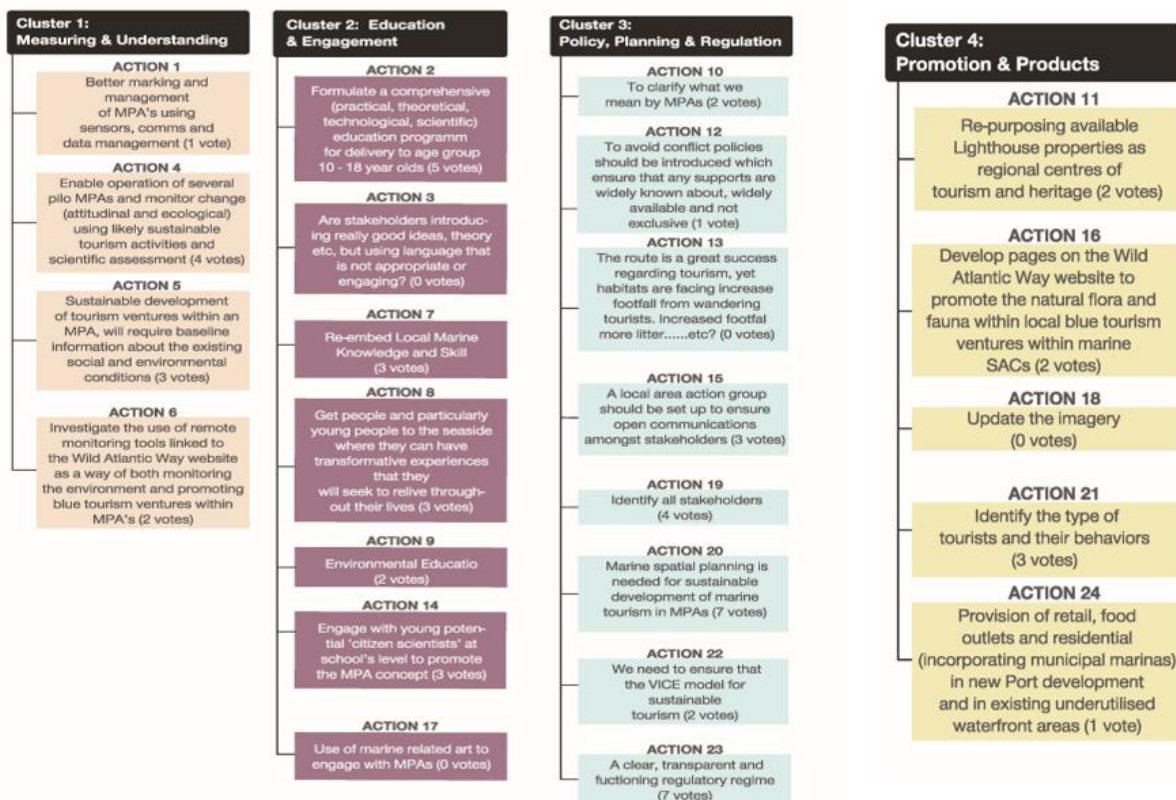 Cluster 1:
Measuring & Understanding
ACTION 1
Better marking and
management
of MPA's using
sensors, comms and
data management (1 vote)
ACTION 4
Enable operation of several
pilo MPAs and monitor change
(attitudinal and ecological)
using likely sustainable
tourism activities and
scientific assessment (4 votes)
ACTION 5
Sustainable development
of tourism ventures within an
MPA, will require baseline
information about the existing
social and environmental
conditions (3 votes)
ACTION 6
Investigate the use of remote
monitoring tools linked to
the Wild Atlantic Way website
as a way of both monitoring
the environment and promoting
blue tourism ventures within
MPA's (2 votes)
Cluster 2: Education
& Engagement
ACTION 2
Formulate a comprehensive
(practical, theoretical,
technological, scientific)
education programm
for delivery to age group
10 - 18 year olds (5 votes)
ACTION 3
Are stakeholders introduc-
ing really good ideas, theory
etc, but using language that
is not appropriate or
engaging? (0 votes)
ACTION 7
Re-embed Local Marine
Knowledge and Skill
(3 votes)
ACTION 8
Get people and particularly
young people to the seaside
where they can have
transformative experiences
that they
will seek to relive through-
out their lives (3 votes)
ACTION 9
Environmental Educatio
(2 votes)
ACTION 14
Engage with young poten-
tial 'citizen scientists' at
school's level to promote
the MPA concept (3 votes)
ACTION 17
Use of marine related art to
engage with MPAs (0 votes)
Cluster 3:
Policy, Planning & Regulation
ACTION 10
To clarify what we
mean by MPAs (2 votes)
ACTION 12
To avoid conflict policies
should be introduced which
ensure that any supports are
widely known about, widely
available and not
exclusive (1 vote)
ACTION 13
The route is a great success
regarding tourism, yet
habitats are facing increase
footfall from wandering
tourists. Increased footfal
more litter......etc? (0 votes)
ACTION 15
A local area action group
should be set up to ensure
open communications
amongst stakeholders (3 votes)
ACTION 19
Identify all stakeholders
(4 votes)
ACTION 20
Marine spatial planning is
needed for sustainable
development of marine
tourism in MPAs (7 votes)
ACTION 22
We need to ensure that
the VICE model for
sustainable
tourism (2 votes)
ACTION 23
A clear, transparent and
fuctioning regulatory regime
(7 votes)
Cluster 4:
Promotion & Products
ACTION 11
Re-purposing available
Lighthouse properties as
regional centres of
tourism and heritage (2 votes)
ACTION 16
Develop pages on the Wild
Atlantic Way website to
promote the natural flora and
fauna within local blue tourism
ventures within marine
SACs (2 votes)
ACTION 18
Update the imagery
(0 votes)
ACTION 21
Identify the type of
tourists and their behaviors
(3 votes)
ACTION 24
Provision of retail, food
outlets and residential
(incorporating municipal marinas)
in new Port development
and in existing underutilised
waterfront areas (1 vote)